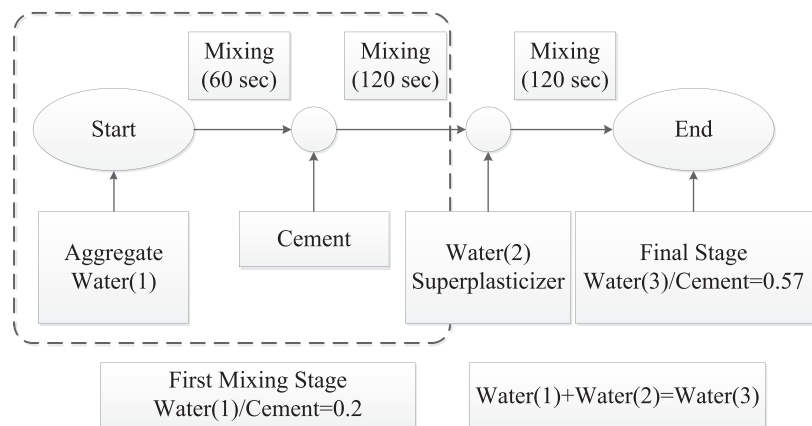 Mixing
(60 sec)
Mixing
(120 sec)
Mixing
(120 sec)
Start
End
Aggregate
Water(1)
Cement
Water(2)
Superplasticizer
Final Stage
Water(3)/Cement=0.57
First Mixing Stage
Water(1)/Cement=0.2
Water(1)+Water(2)=Water(3)